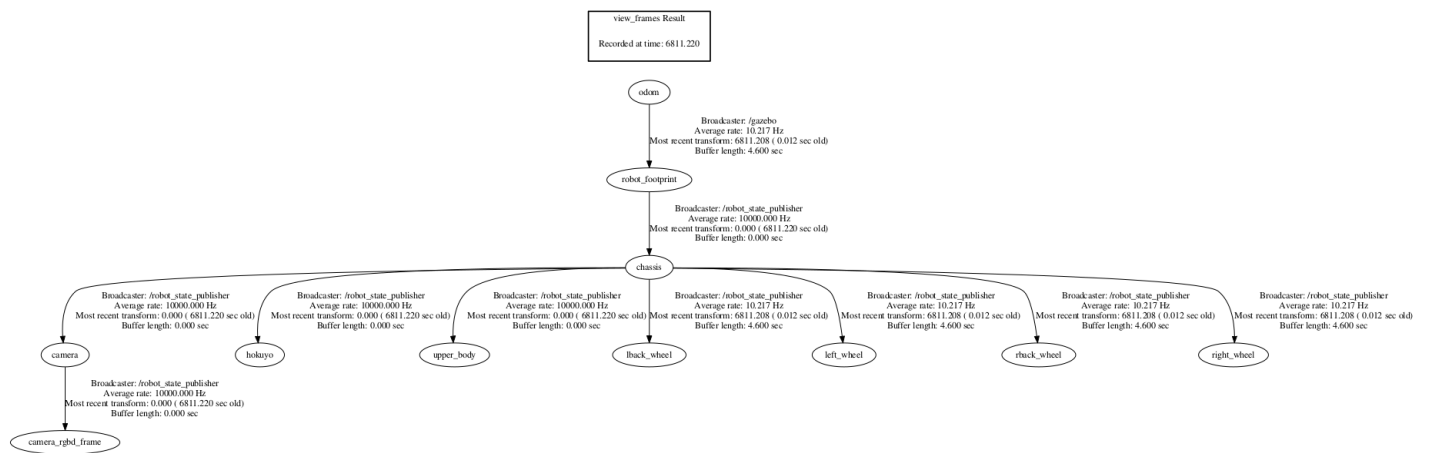 view_frames Result
Recorded at time: 6811.220
odom
Broadcaster: /gazebo
Average rate: 10.217 Hz
Most recent transform: 6811.208 ( 0.012 sec old)
Buffer length: 4.600 sec
robot_footprint
Broadcaster: /robot_state_publisher
Average rate: 10000.000 Hz
Most recent transform: 0.000 ( 6811.220 sec old)
Buffer length: 0.000 sec
chassis
Broadcaster: /robot_state_publisher
Average rate: 10000.000 Hz
Most recent transform: 0.000 ( 6811.220 sec old)
Buffer length: 0.000 sec
Broadcaster: /robot_state_publisher
Average rate: 10000.000 Hz
Most recent transform: 0.000 ( 6811.220 sec old)
Buffer length: 0.000 sec
Broadcaster: /robot_state_publisher
Average rate: 10000.000 Hz
Most recent transform: 0.000 ( 6811.220 sec old)
Buffer length: 0.000 sec
Broadcaster: /robot_state_publisher
Average rate: 10.217 Hz
Most recent transform: 6811.208 ( 0.012 sec old)
Buffer length: 4.600 sec
Broadcaster: /robot_state_publisher
Average rate: 10.217 Hz
Most recent transform: 6811.208 ( 0.012 sec old)
Buffer length: 4.600 sec
Broadcaster: /robot_state_publisher
Average rate: 10.217 Hz
Most recent transform: 6811.208 ( 0.012 sec old)
Buffer length: 4.600 sec
Broadcaster: /robot_state_publisher
Average rate: 10.217 Hz
Most recent transform: 6811.208 ( 0.012 sec old)
Buffer length: 4.600 sec
camera
hokuyo
upper_body
lback_wheel
left_wheel
rback_wheel
right_wheel
Broadcaster: /robot_state_publisher
Average rate: 10000.000 Hz
Most recent transform: 0.000 ( 6811.220 sec old)
Buffer length: 0.000 sec
camera_rgbd_frame